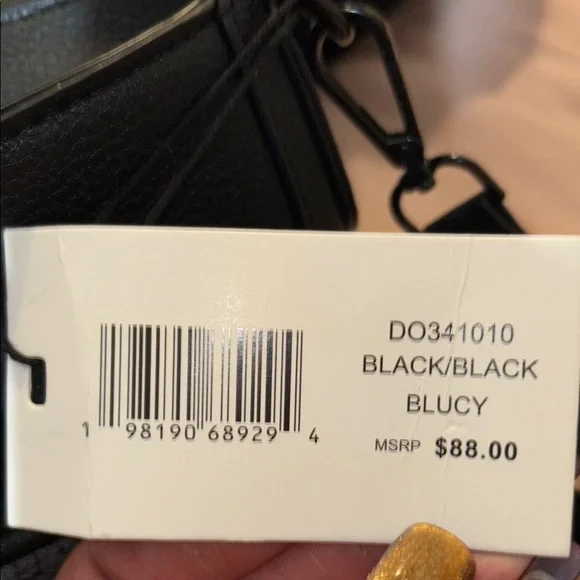 DO341010
BLACK/BLACK
BLUCY
MSRP $88.00
1 98190 68929 4